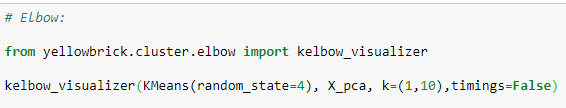 # Elbow:
from yellowbrick.cluster.elbow import kelbow_visualizer
kelbow_visualizer(KMeans(random_state=4), X_pca, k=(1,10),timings=False)